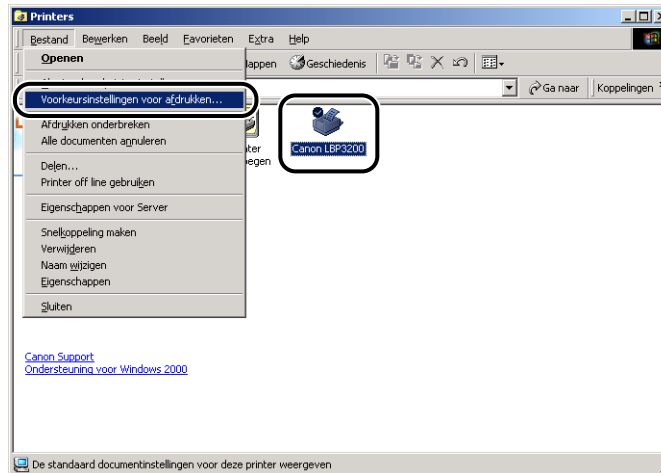 Printers
Bestand Bewerken Beeld Favorieten Extra Help
Openen
Geschiedenis
Voorkeursinstellingen voor afdrukken...
Ga naar Koppelingen
Afdrukken onderbreken
Alle documenten annuleren
Canon LBP3200
Delen...
Printer off line gebruiken
Eigenschappen voor Server
Snelkoppeling maken
Verwijderen
Naam wijzigen
Eigenschappen
Sluiten
Canon Support
Ondersteuning voor Windows 2000
De standaard documentinstellingen voor deze printer weergeven